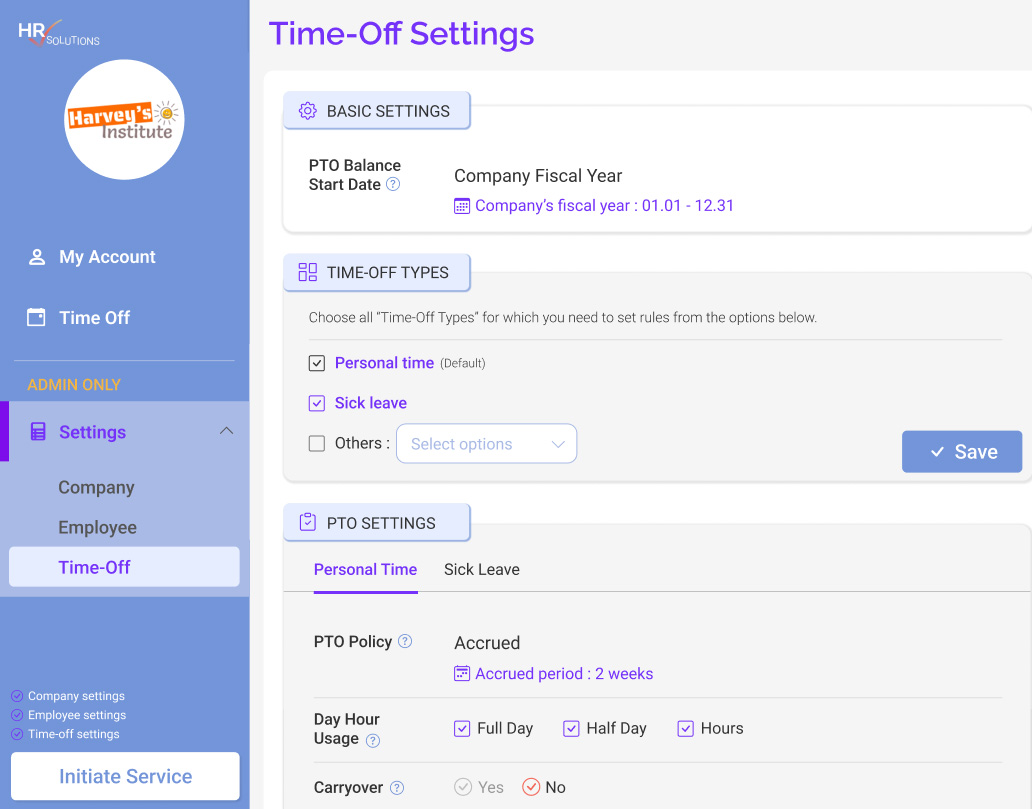 HR
SOLUTIONS
Harvey's
Institute
My Account
Time Off
ADMIN ONLY
Settings
Company
Employee
Time-Off
Company settings
Employee settings
Time-off settings
Initiate Service
Time-Off Settings
BASIC SETTINGS
PTO Balance
Start Date ?
Company Fiscal Year
Company's fiscal year : 01.01 - 12.31
TIME-OFF TYPES
Choose all "Time-Off Types" for which you need to set rules from the options below.
Personal time (Default)
Sick leave
Others : Select options
Save
PTO SETTINGS
Personal Time Sick Leave
PTO Policy ? Accrued
Accrued period : 2 weeks
Day Hour
Usage ?
Full Day Half Day Hours
Carryover ? Yes No